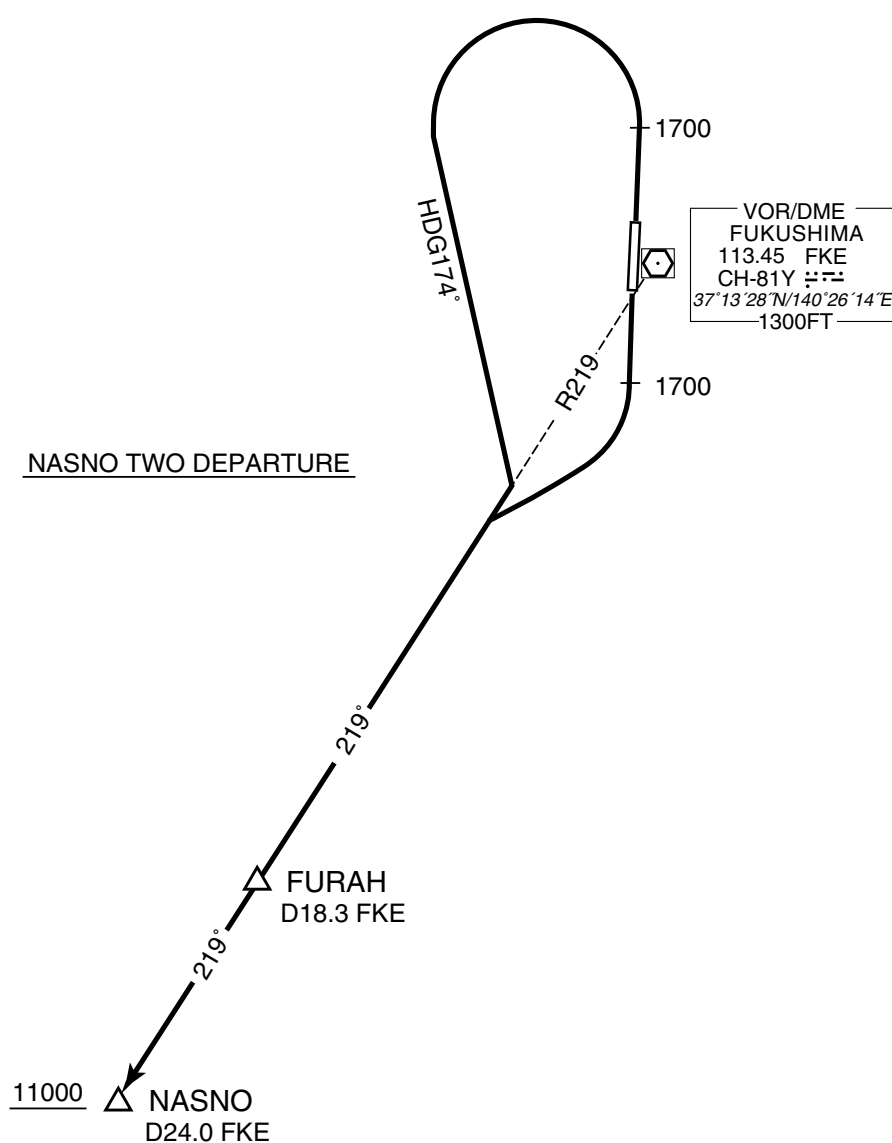 1700
HDG174°
VOR/DME
FUKUSHIMA
113.45 FKE
CH-81Y
37°13´28˝N/140°26´14˝E
1300FT
R219
1700
NASNO TWO DEPARTURE
219°
FURAH
D18.3 FKE
219°
11000
NASNO
D24.0 FKE